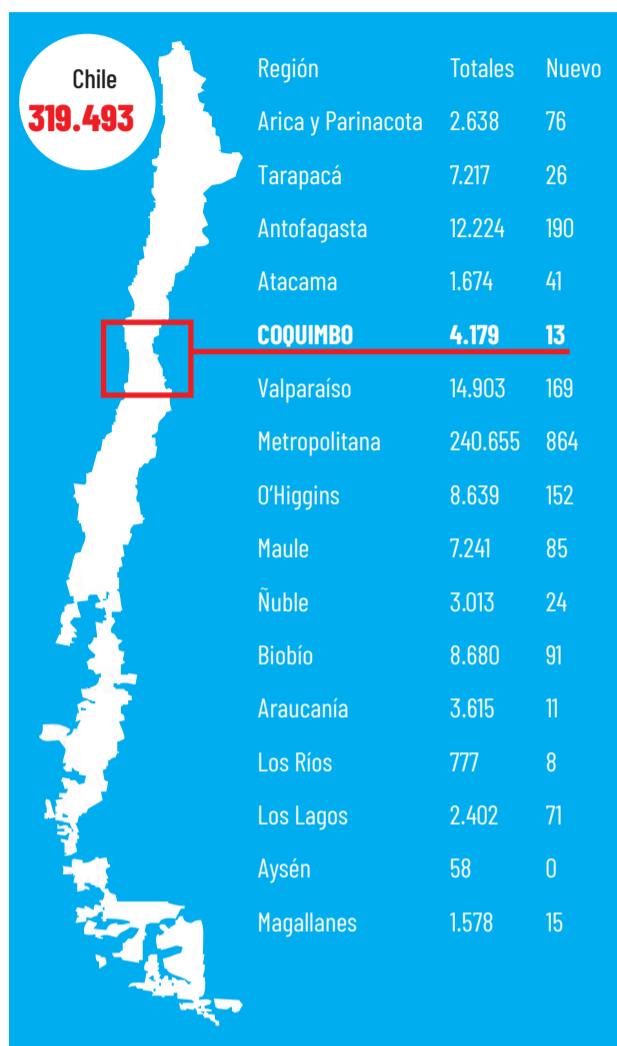 Chile
319.493
Región Totales Nuevo
Arica y Parinacota 2.638 76
Tarapacá 7.217 26
Antofagasta 12.224 190
Atacama 1.674 41
COQUIMBO 4.179 13
Valparaíso 14.903 169
Metropolitana 240.655 864
O'Higgins 8.639 152
Maule 7.241 85
Ñuble 3.013 24
Biobío 8.680 91
Araucanía 3.615 11
Los Ríos 777 8
Los Lagos 2.402 71
Aysén 58 0
Magallanes 1.578 15